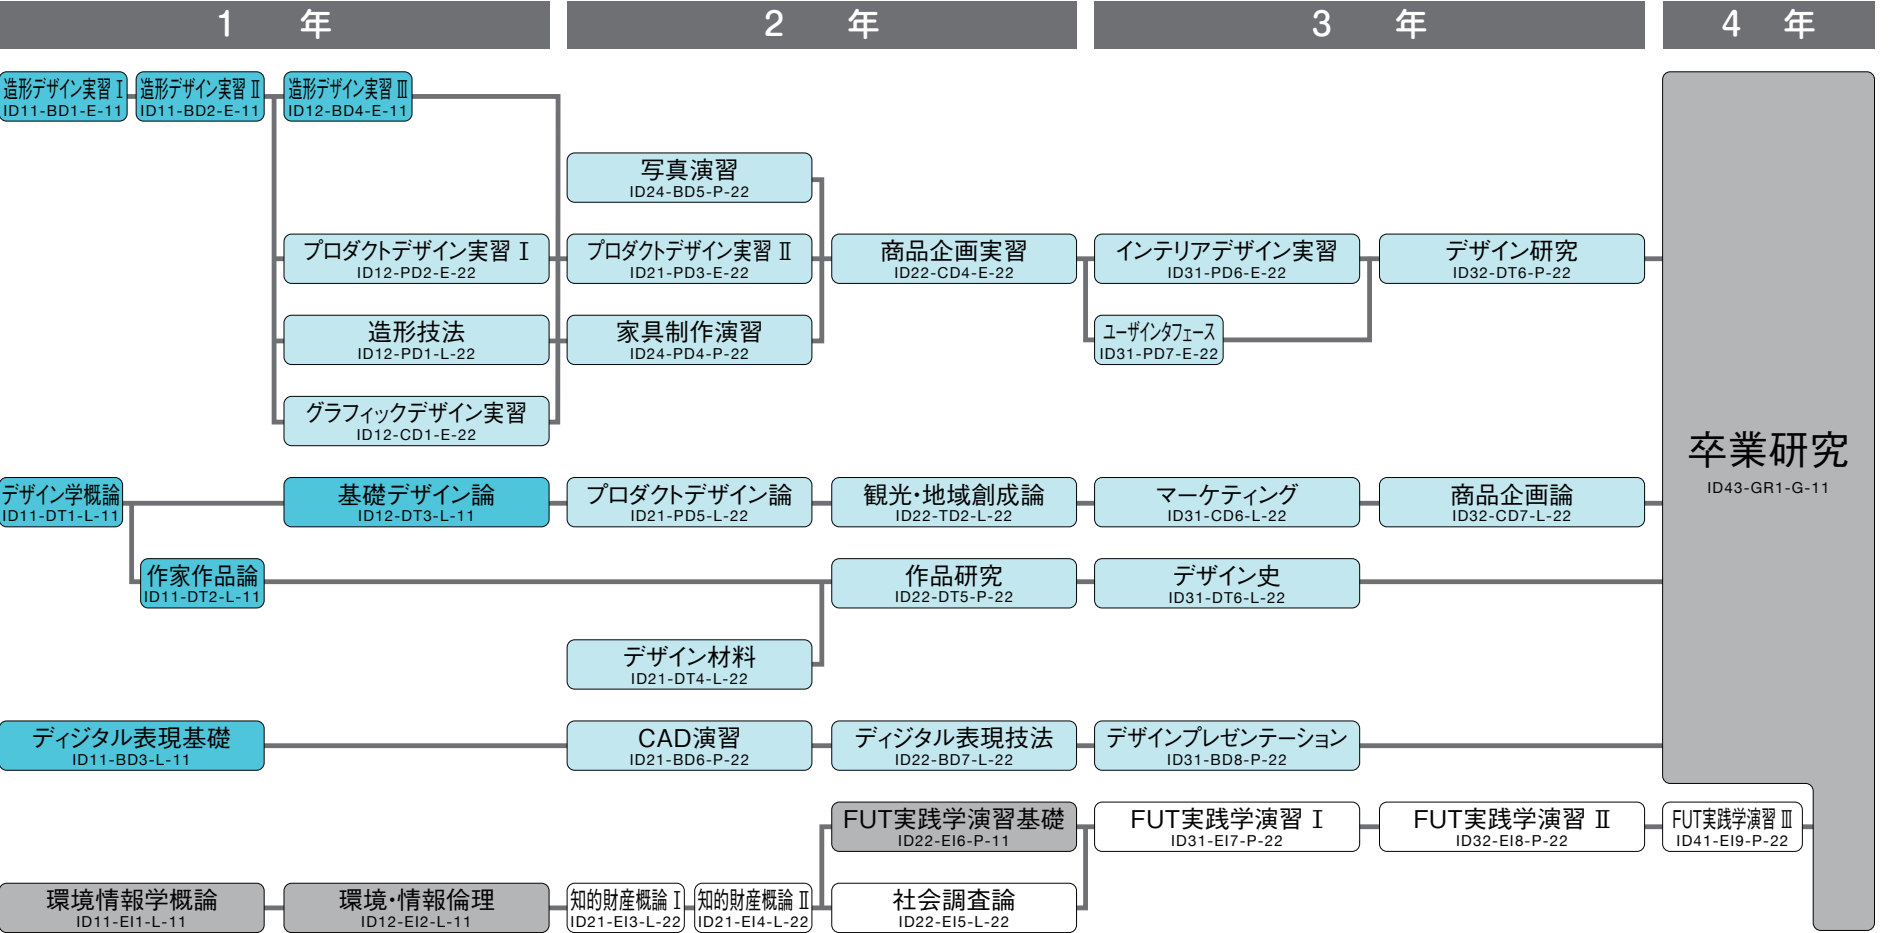 1 年
2 年
3 年
4 年
造形デザイン実習 Ⅰ
ID11-BD1-E-11
造形デザイン実習 Ⅱ
ID11-BD2-E-11
造形デザイン実習 Ⅲ
ID12-BD4-E-11
写真演習
ID24-BD5-P-22
プロダクトデザイン実習 Ⅰ
ID12-PD2-E-22
プロダクトデザイン実習 Ⅱ
ID21-PD3-E-22
商品企画実習
ID22-CD4-E-22
インテリアデザイン実習
ID31-PD6-E-22
デザイン研究
ID32-DT6-P-22
造形技法
ID12-PD1-L-22
家具制作演習
ID24-PD4-P-22
ユーザインタフェース
ID31-PD7-E-22
グラフィックデザイン実習
ID12-CD1-E-22
卒業研究
ID43-GR1-G-11
デザイン学概論
ID11-DT1-L-11
基礎デザイン論
ID12-DT3-L-11
プロダクトデザイン論
ID21-PD5-L-22
観光・地域創成論
ID22-TD2-L-22
マーケティング
ID31-CD6-L-22
商品企画論
ID32-CD7-L-22
作家作品論
ID11-DT2-L-11
作品研究
ID22-DT5-P-22
デザイン史
ID31-DT6-L-22
デザイン材料
ID21-DT4-L-22
ディジタル表現基礎
ID11-BD3-L-11
CAD演習
ID21-BD6-P-22
ディジタル表現技法
ID22-BD7-L-22
デザインプレゼンテーション
ID31-BD8-P-22
FUT実践学演習基礎
ID22-EI6-P-11
FUT実践学演習 Ⅰ
ID31-EI7-P-22
FUT実践学演習 Ⅱ
ID32-EI8-P-22
FUT実践学演習 Ⅲ
ID41-EI9-P-22
環境情報学概論
ID11-EI1-L-11
環境・情報倫理
ID12-EI2-L-11
知的財産概論 Ⅰ
ID21-EI3-L-22
知的財産概論 Ⅱ
ID21-EI4-L-22
社会調査論
ID22-EI5-L-22